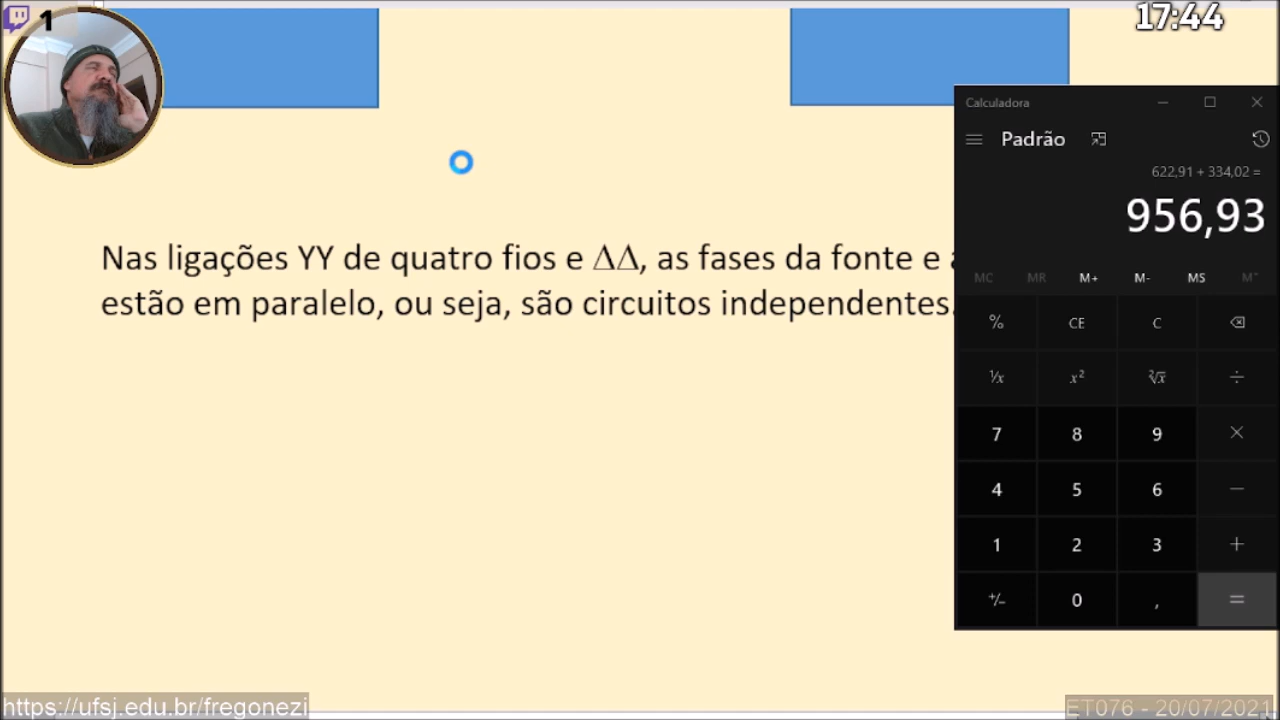 1
17:44
Calculadora
Padrão
622,91 + 334,02 =
956,93
MC MR M+ M- MS M˅
% CE C
¹/x x² ²√x ÷
7 8 9 ×
4 5 6 −
1 2 3 +
+/− 0 , =
Nas ligações YY de quatro fios e ΔΔ, as fases da fonte e
estão em paralelo, ou seja, são circuitos independentes.
https://ufsj.edu.br/fregonezi
ET076 - 20/07/2021